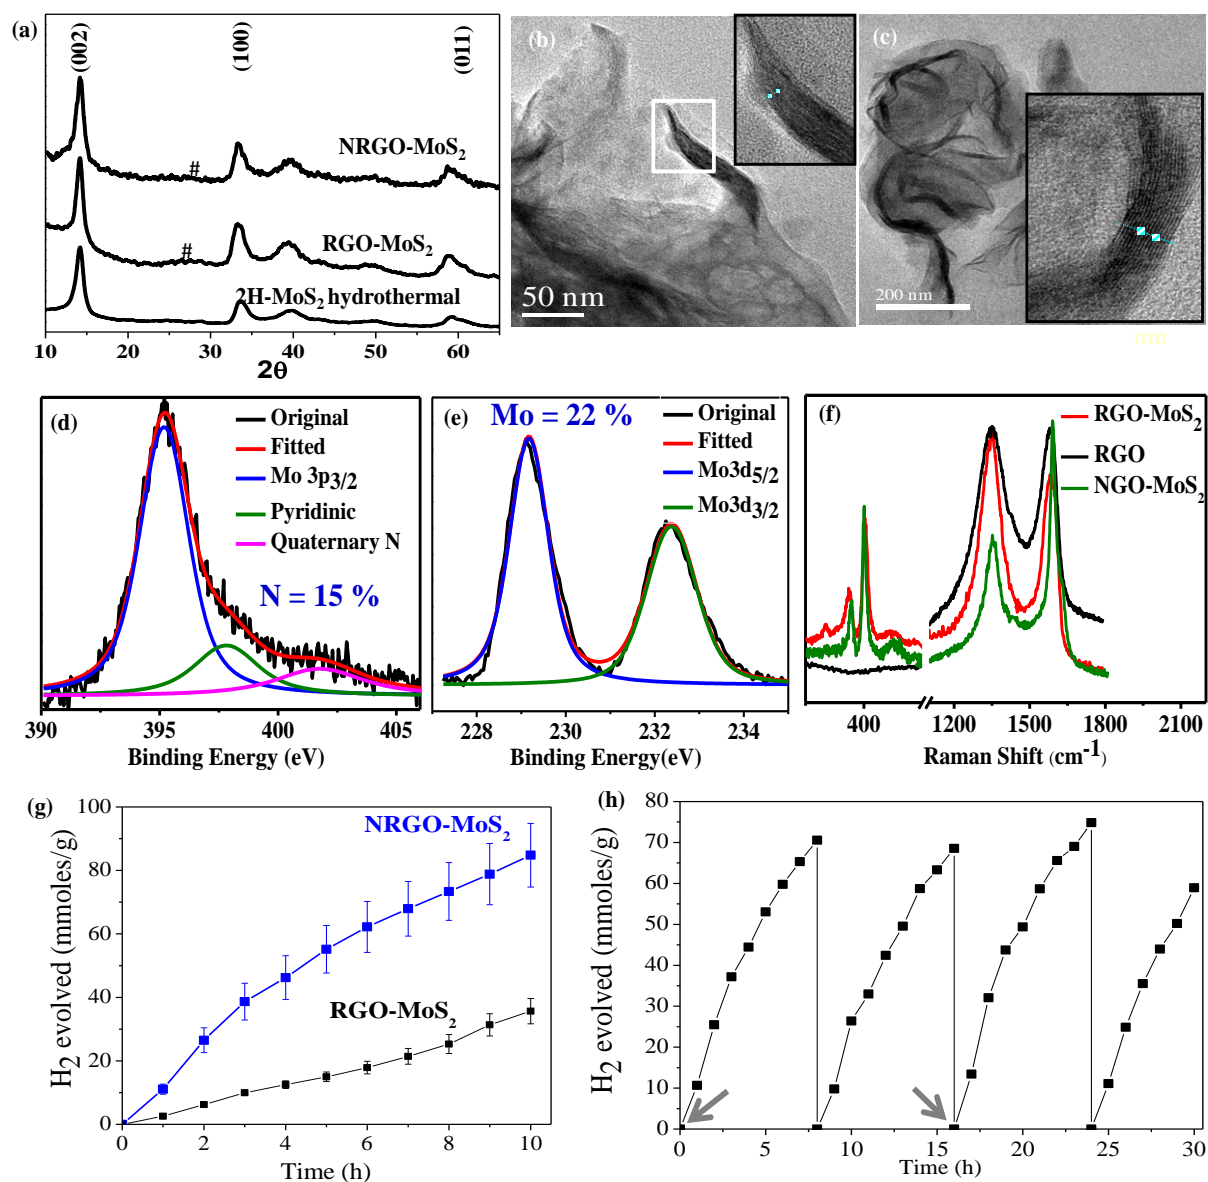 (a)
(002)
(100)
(011)
NRGO-MoS2
#
RGO-MoS2
#
2H-MoS2 hydrothermal
10 20 30 40 50 60
2θ
(b)
50 nm
(c)
200 nm
nm
(d)
Original
Fitted
Mo 3p3/2
Pyridinic
Quaternary N
N = 15 %
390 395 400 405
Binding Energy (eV)
(e)
Mo = 22 %
Original
Fitted
Mo3d5/2
Mo3d3/2
228 230 232 234
Binding Energy(eV)
(f)
RGO-MoS2
RGO
NGO-MoS2
400 1200 1500 1800 2100
Raman Shift (cm-1
(g)
100
80
60
40
20
0
H2 evolved (mmoles/g)
NRGO-MoS2
RGO-MoS2
0 2 4 6 8 10
Time (h)
(h)
80
70
60
50
40
30
20
10
0
H2 evolved (mmoles/g)
0 5 10 15 20 25 30
Time (h)